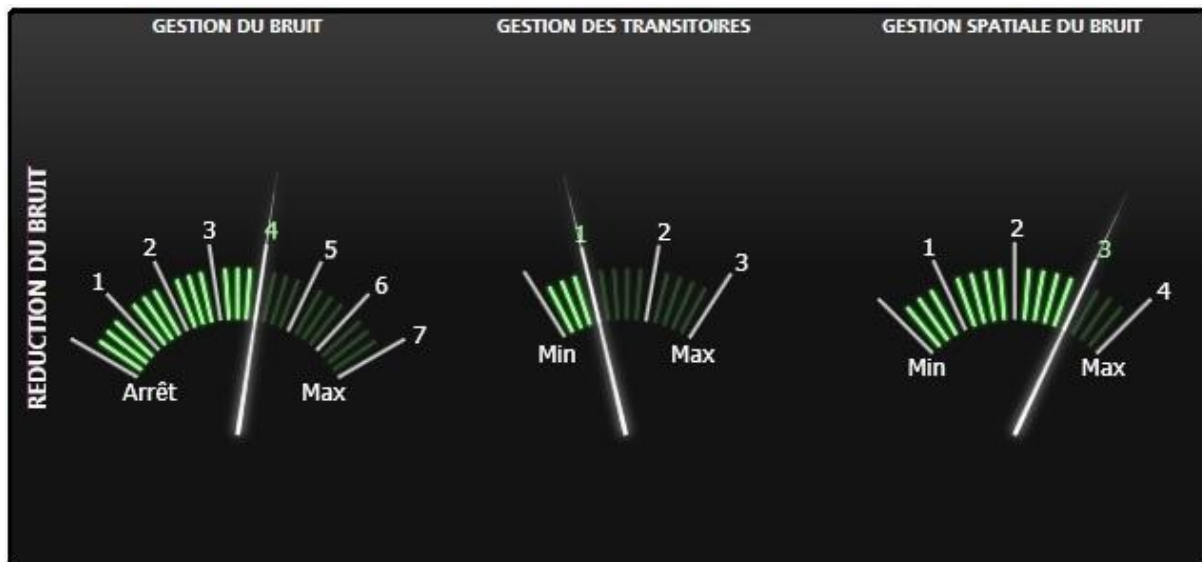 GESTION DU BRUIT
GESTION DES TRANSITOIRES
GESTION SPATIALE DU BRUIT
REDUCTION DU BRUIT
1
2
3
4
5
6
7
Arrêt
Max
1
2
3
Min
Max
1
2
3
4
Min
Max